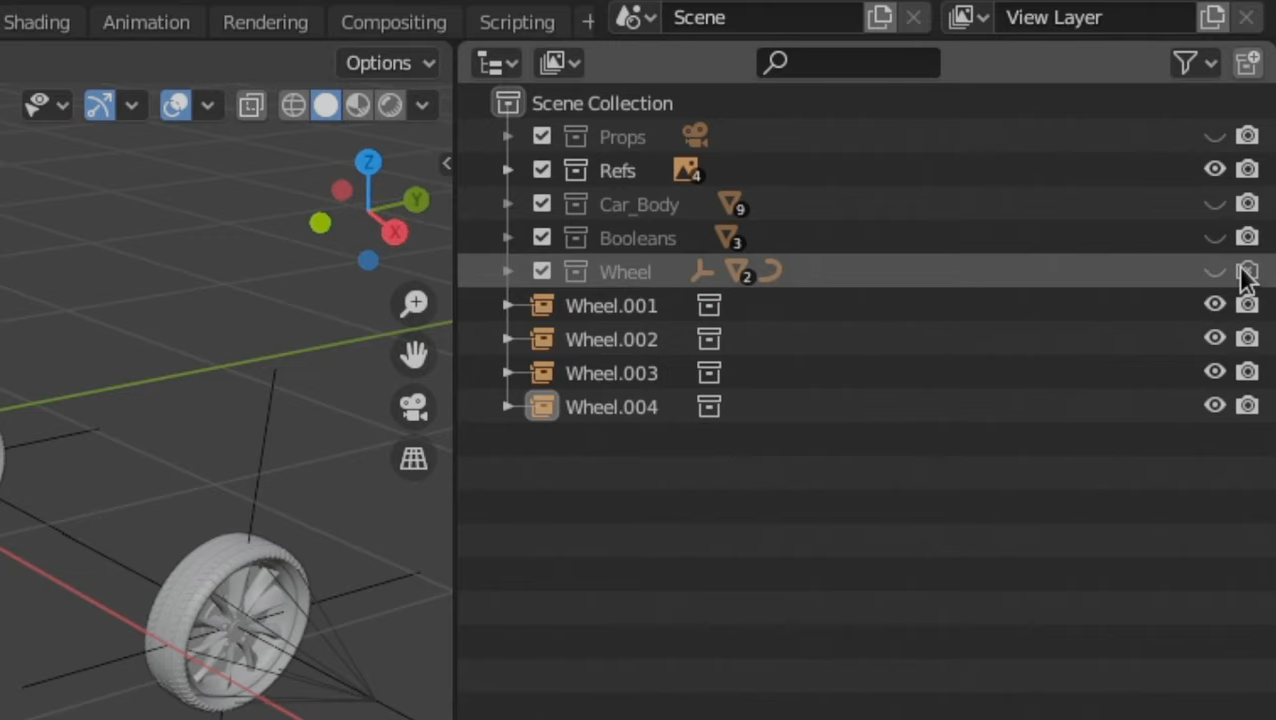 Shading Animation Rendering Compositing Scripting + Scene View Layer
Options
Scene Collection
Props
Refs 4
Car_Body 9
Booleans 3
Wheel 2
Wheel.001
Wheel.002
Wheel.003
Wheel.004
Z
Y
X